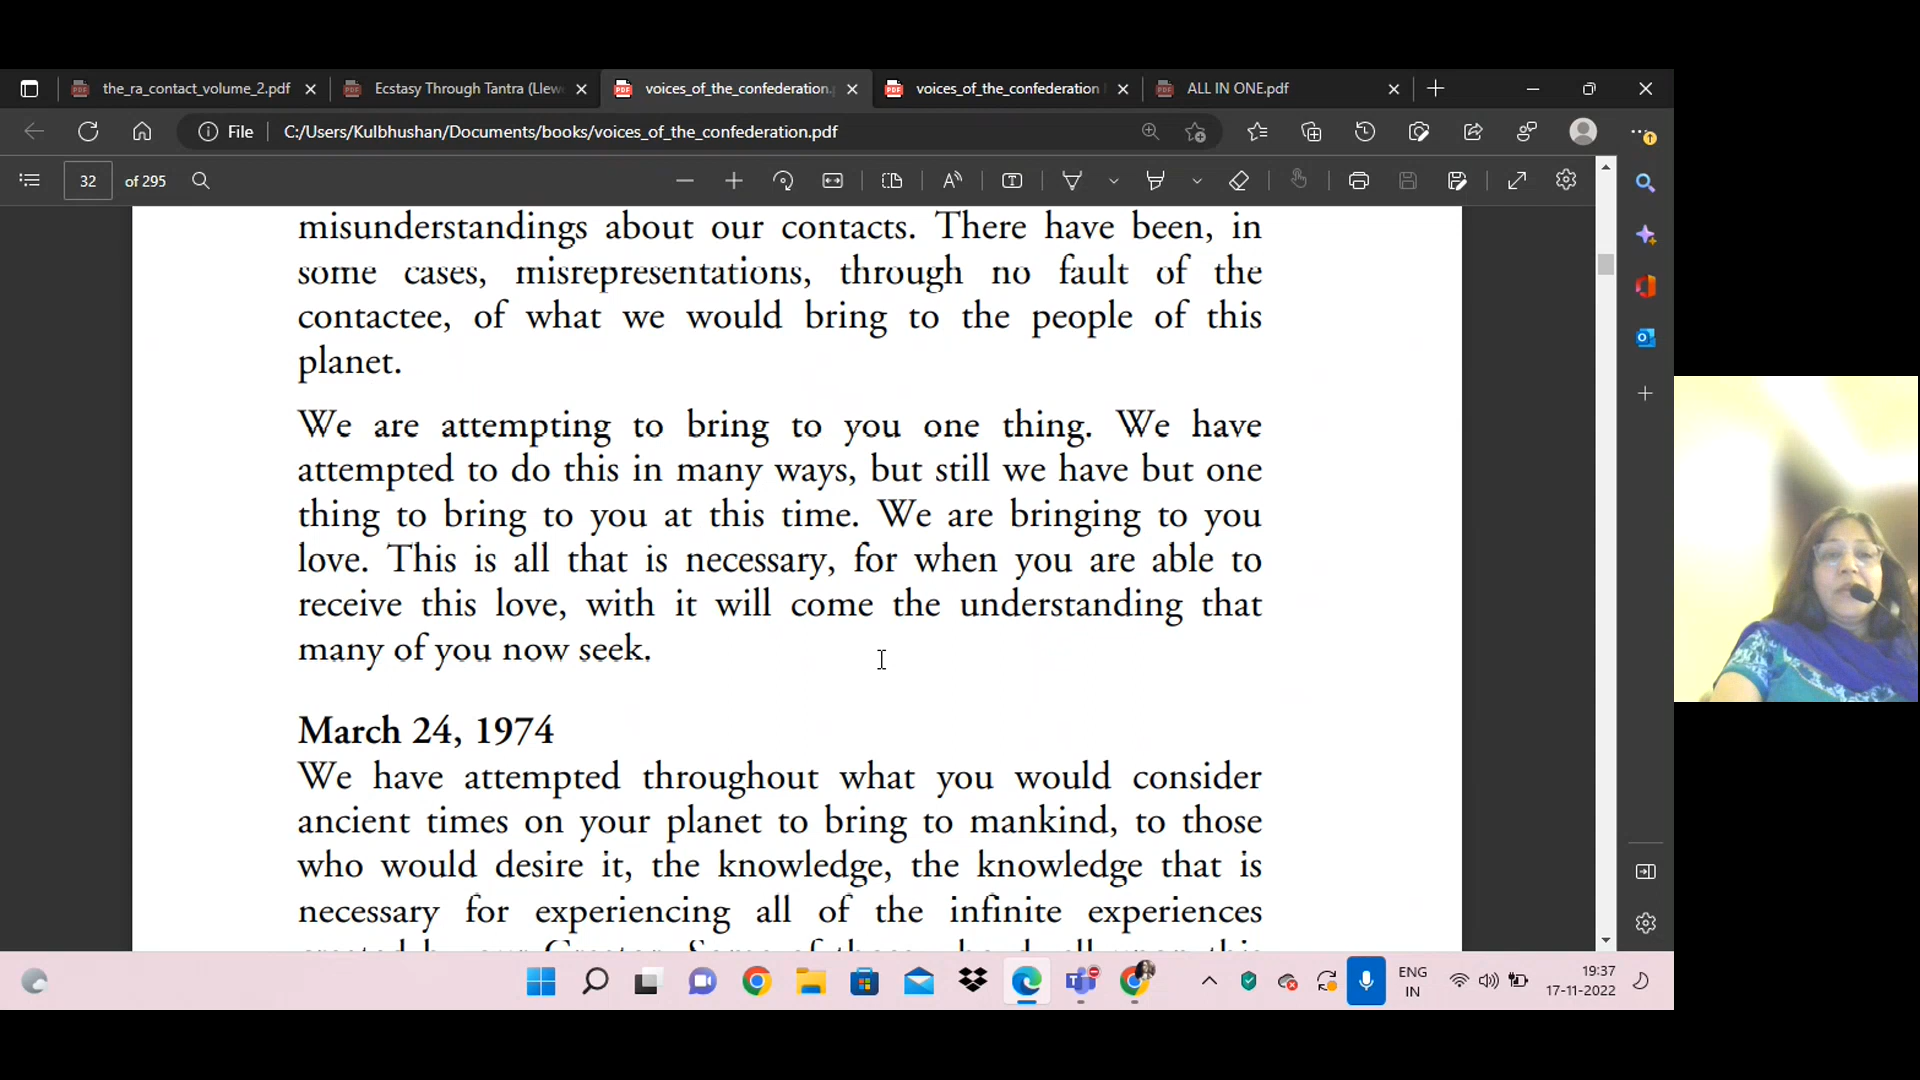 the_ra_contact_volume_2.pdf
Ecstasy Through Tantra (Llew
voices_of_the_confederation.
voices_of_the_confederation
ALL IN ONE.pdf
File
C:/Users/Kulbhushan/Documents/books/voices_of_the_confederation.pdf
32 of 295
misunderstandings about our contacts. There have been, in
some cases, misrepresentations, through no fault of the
contactee, of what we would bring to the people of this
planet.
We are attempting to bring to you one thing. We have
attempted to do this in many ways, but still we have but one
thing to bring to you at this time. We are bringing to you
love. This is all that is necessary, for when you are able to
receive this love, with it will come the understanding that
many of you now seek.
March 24, 1974
We have attempted throughout what you would consider
ancient times on your planet to bring to mankind, to those
who would desire it, the knowledge, the knowledge that is
necessary for experiencing all of the infinite experiences
ENG
IN
19:37
17-11-2022